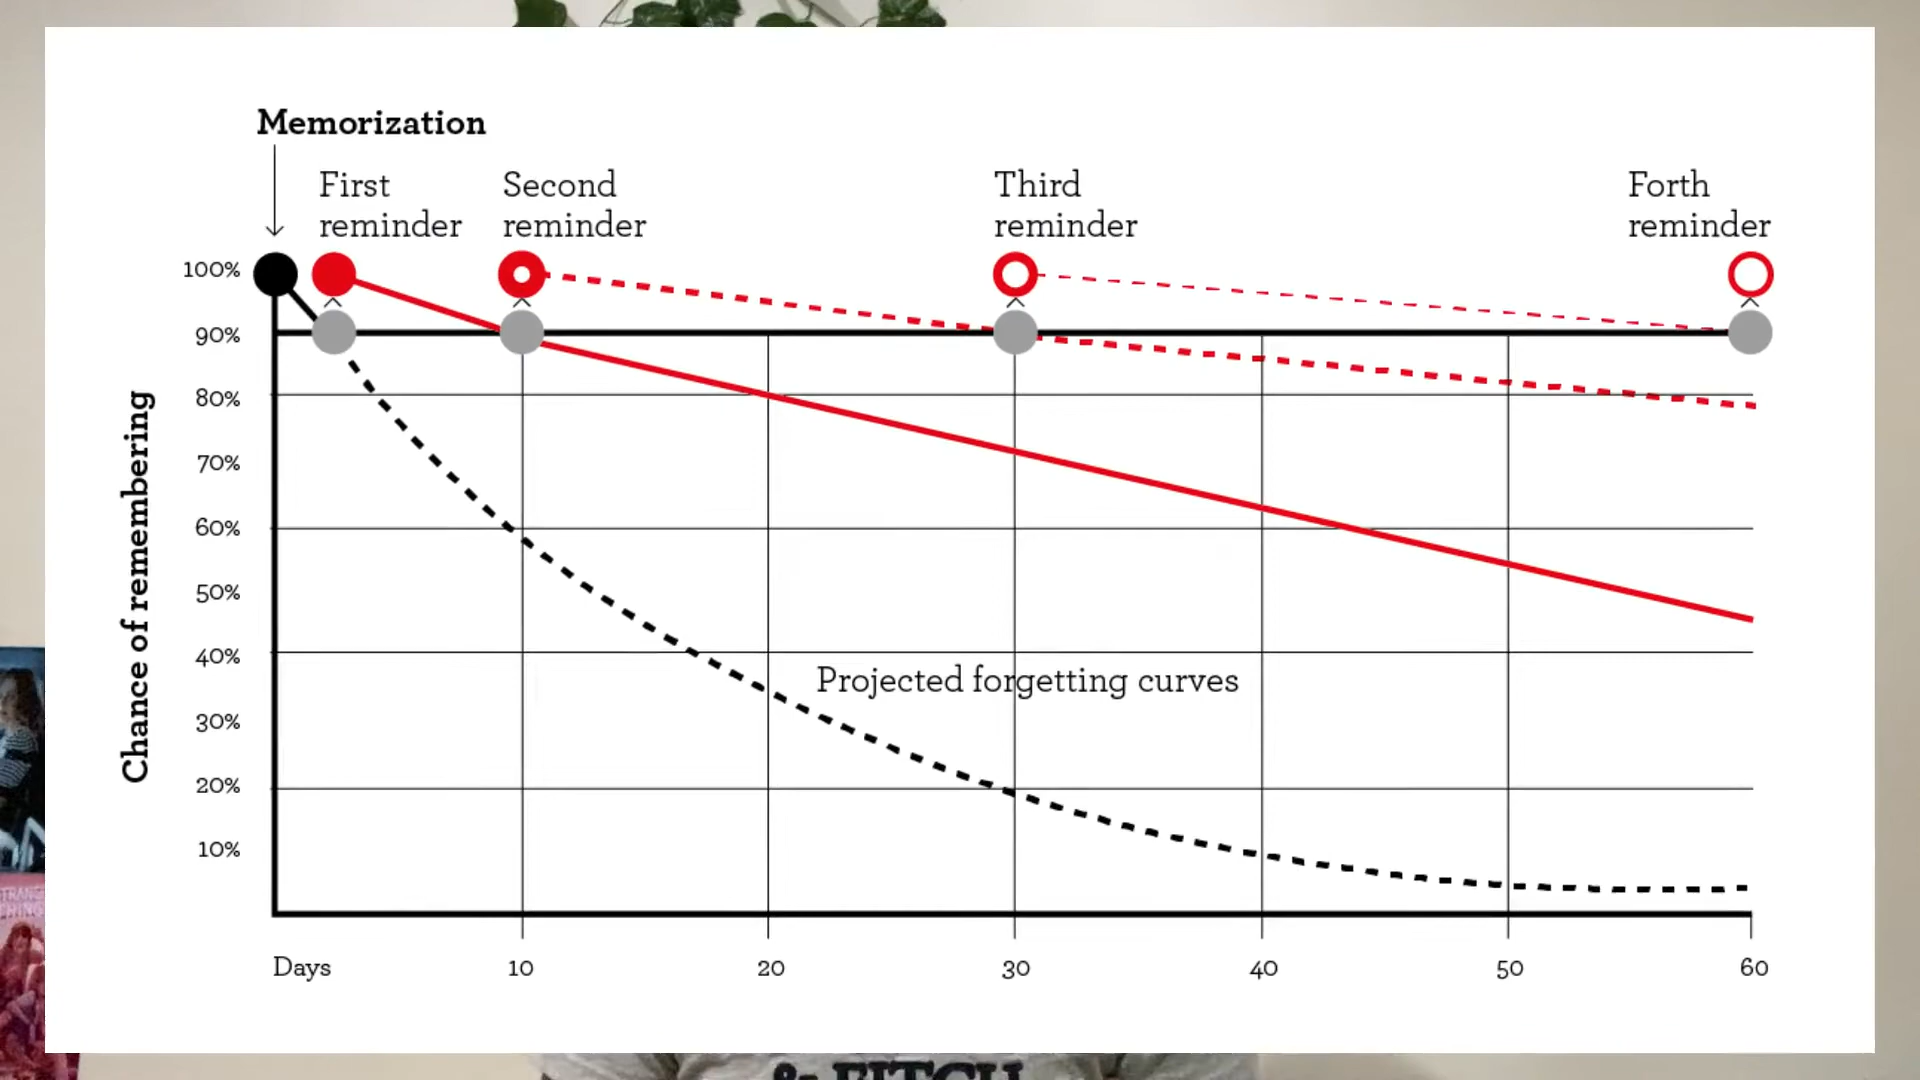 Memorization
First
reminder
Second
reminder
Third
reminder
Forth
reminder
100%
90%
80%
70%
60%
50%
40%
30%
20%
10%
Chance of remembering
Projected forgetting curves
Days
10
20
30
40
50
60
& FITCH